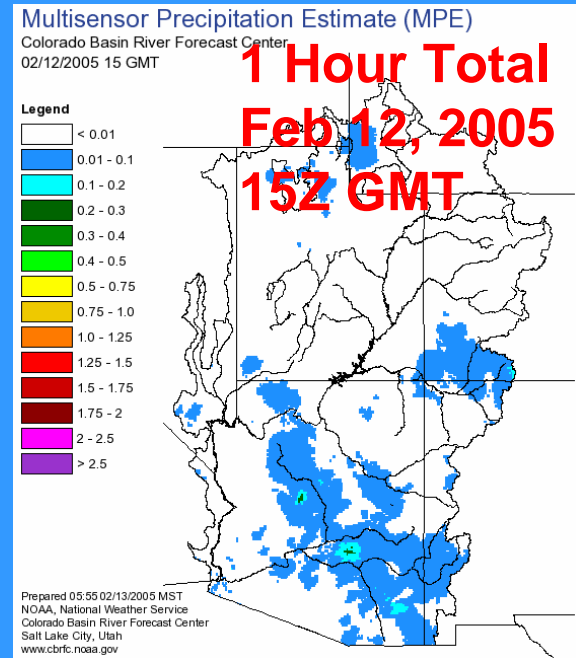 Multisensor Precipitation Estimate (MPE)
Colorado Basin River Forecast Center
02/12/2005 15 GMT
1 Hour Total
Feb 12, 2005
15Z GMT
Legend
< 0.01
0.01 - 0.1
0.1 - 0.2
0.2 - 0.3
0.3 - 0.4
0.4 - 0.5
0.5 - 0.75
0.75 - 1.0
1.0 - 1.25
1.25 - 1.5
1.5 - 1.75
1.75 - 2
2 - 2.5
> 2.5
Prepared 05:55 02/13/2005 MST
NOAA, National Weather Service
Colorado Basin River Forecast Center
Salt Lake City, Utah
www.cbrfc.noaa.gov